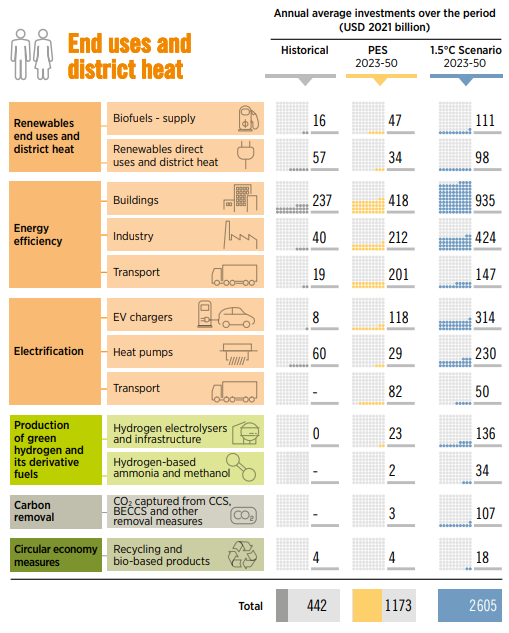 Annual average investments over the period
(USD 2021 billion)
End uses and
district heat
Historical PES 1.5°C Scenario
2023-50 2023-50
Renewables
end uses and
district heat
Biofuels - supply 16 47 111
Renewables direct
uses and district heat 57 34 98
Energy
efficiency
Buildings 237 418 935
Industry 40 212 424
Transport 19 201 147
Electrification
EV chargers 8 118 314
Heat pumps 60 29 230
Transport - 82 50
Production
of green
hydrogen and
its derivative
fuels
Hydrogen electrolysers
and infrastructure 0 23 136
Hydrogen-based
ammonia and methanol - 2 34
Carbon
removal
CO₂ captured from CCS,
BECCS and other
removal measures - 3 107
CO₂
Circular economy
measures
Recycling and
bio-based products 4 4 18
Total 442 1173 2605